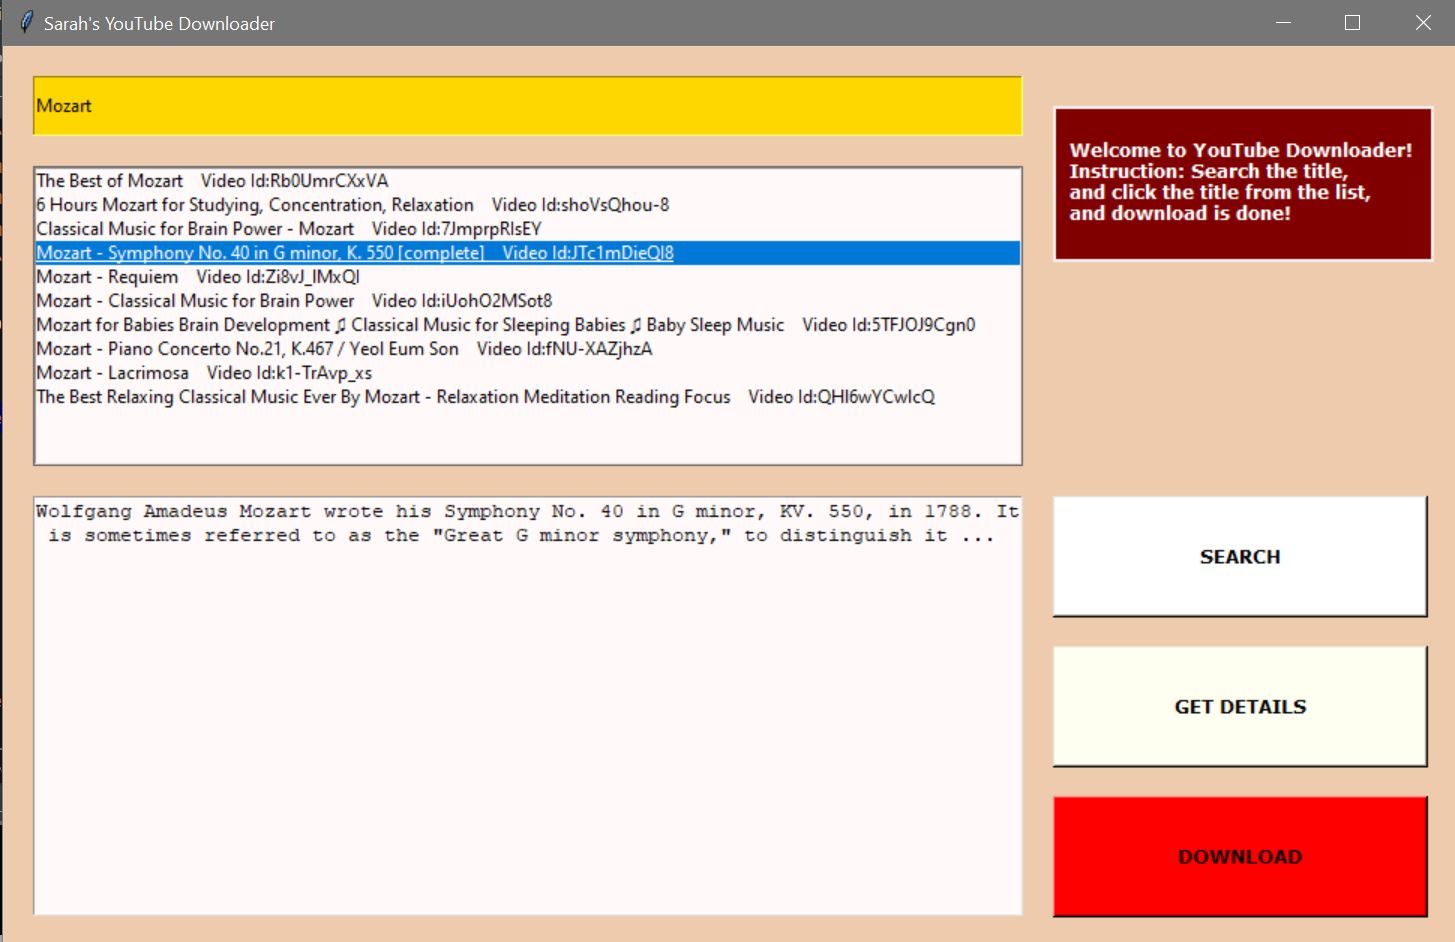 Sarah's YouTube Downloader
Mozart
Welcome to YouTube Downloader!
Instruction: Search the title,
and click the title from the list,
and download is done!
The Best of Mozart    Video Id:Rb0UmrCXxVA
6 Hours Mozart for Studying, Concentration, Relaxation    Video Id:shoVsQhou-8
Classical Music for Brain Power - Mozart    Video Id:7JmprpRIsEY
Mozart - Symphony No. 40 in G minor, K. 550 [complete]    Video Id:JTc1mDieQI8
Mozart - Requiem    Video Id:Zi8vJ_lMxQI
Mozart - Classical Music for Brain Power    Video Id:iUohO2MSot8
Mozart for Babies Brain Development ♫ Classical Music for Sleeping Babies ♫ Baby Sleep Music    Video Id:5TFJOJ9Cgn0
Mozart - Piano Concerto No.21, K.467 / Yeol Eum Son    Video Id:fNU-XAZjhzA
Mozart - Lacrimosa    Video Id:k1-TrAvp_xs
The Best Relaxing Classical Music Ever By Mozart - Relaxation Meditation Reading Focus    Video Id:QHI6wYCwIcQ
Wolfgang Amadeus Mozart wrote his Symphony No. 40 in G minor, KV. 550, in 1788. It
is sometimes referred to as the "Great G minor symphony," to distinguish it ...
SEARCH
GET DETAILS
DOWNLOAD